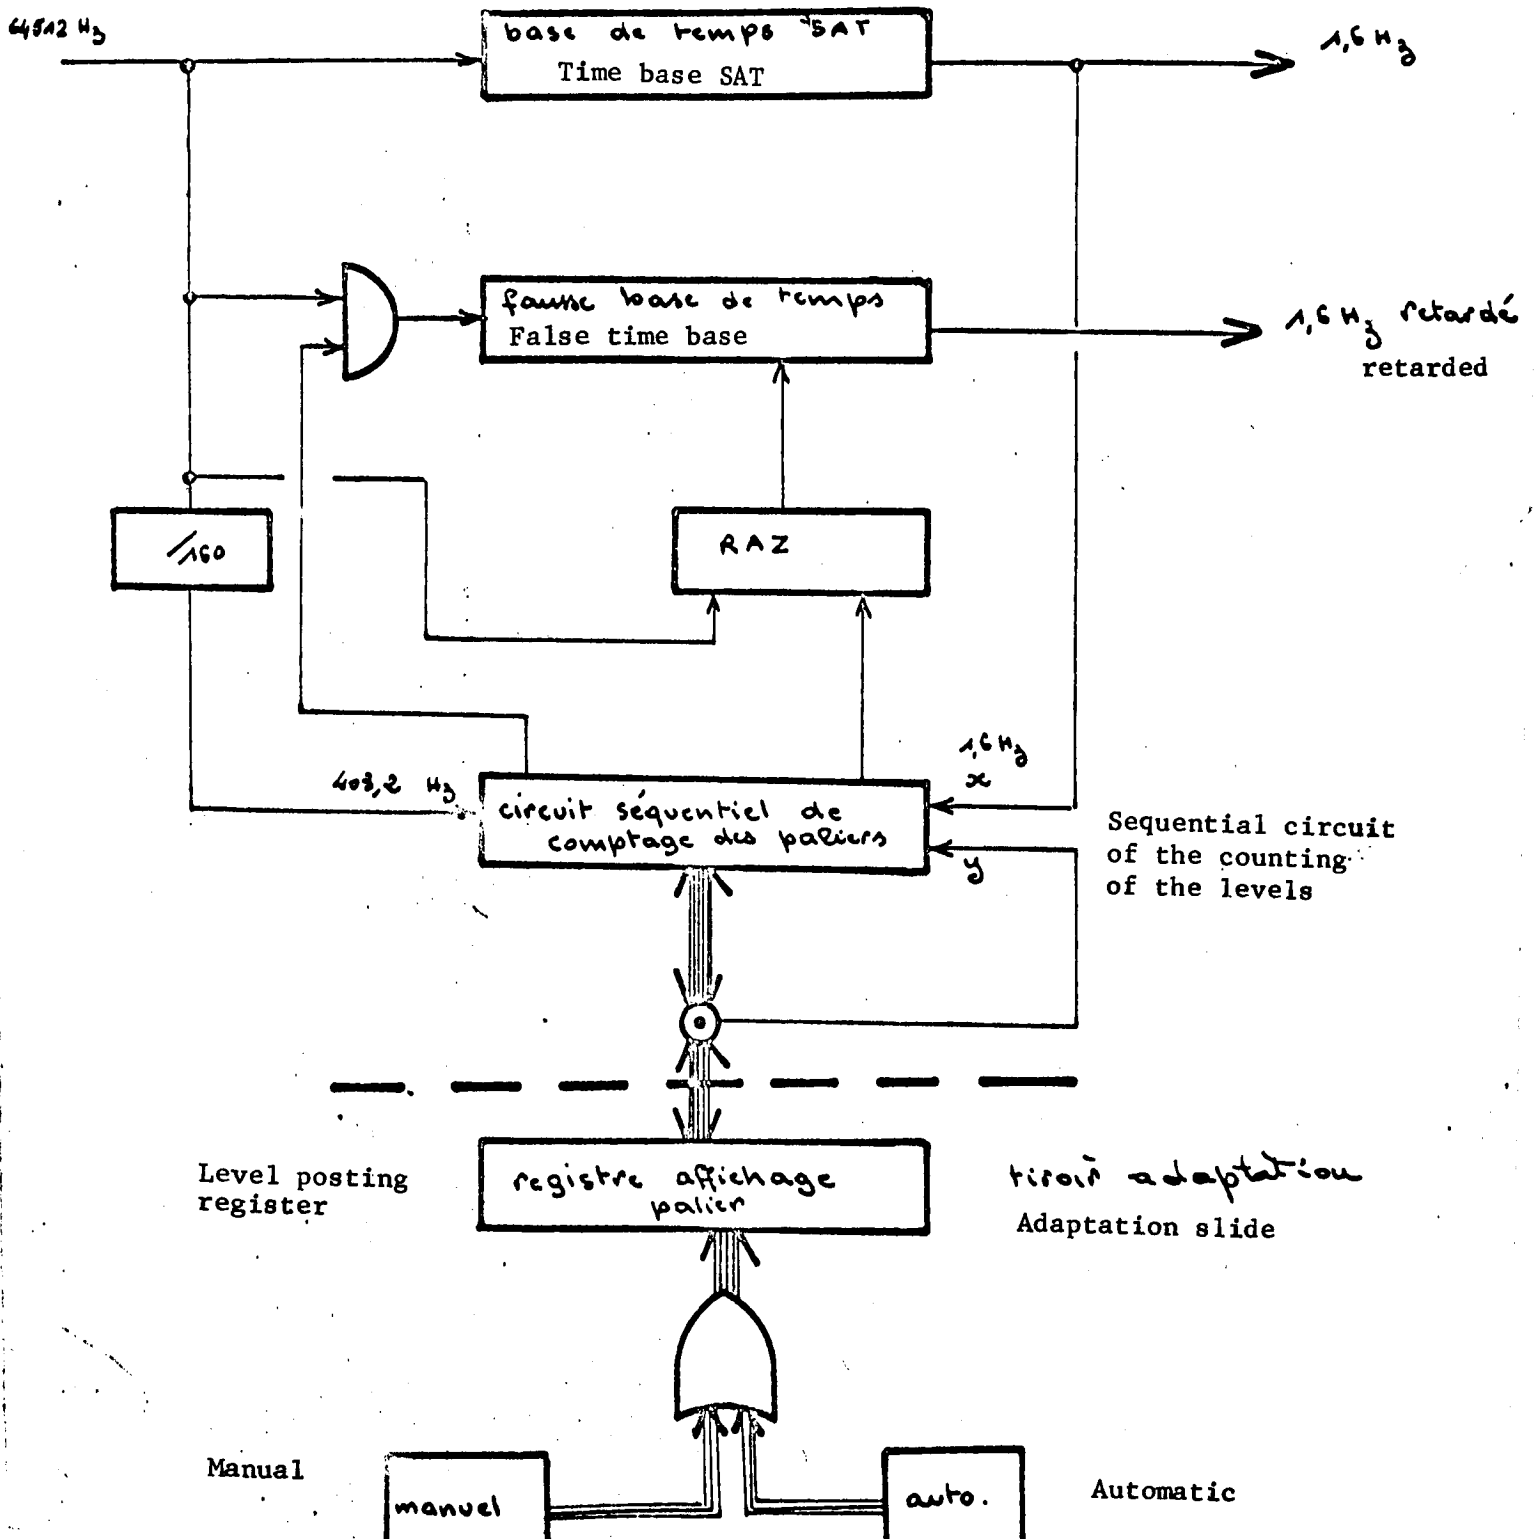 64512 Hz
base de temps SAT
Time base SAT
1,6 Hz
fausse base de temps
False time base
1,6 Hz retardé
retarded
/160
RAZ
1,6 Hz
x
403,2 Hz
circuit séquentiel de
comptage des paliers
y
Sequential circuit
of the counting
of the levels
Level posting
register
registre affichage
palier
tiroir adaptation
Adaptation slide
Manual
manuel
auto.
Automatic